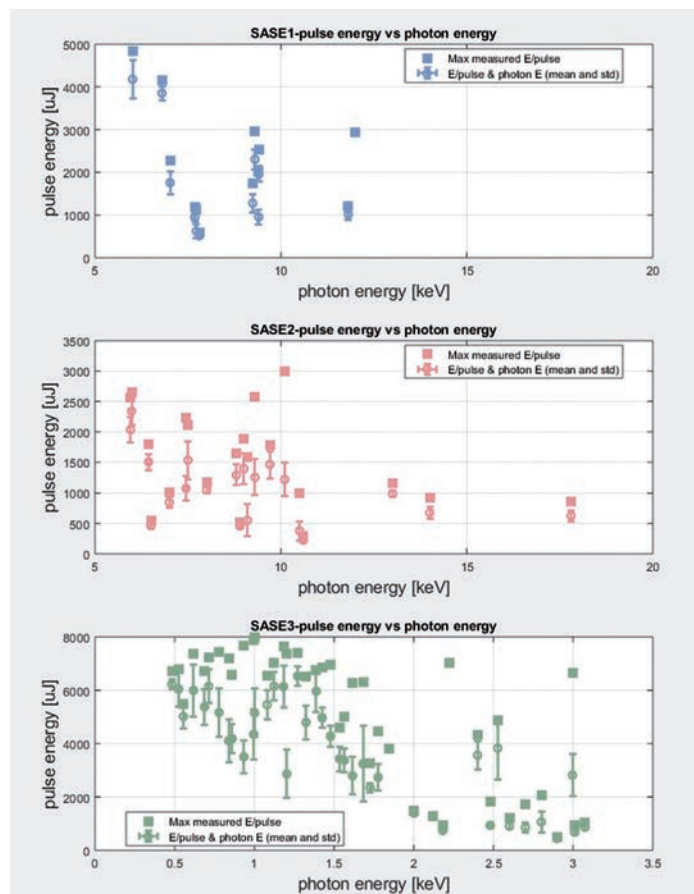 SASE1-pulse energy vs photon energy
5000
4000
3000
2000
1000
0
pulse energy [uJ]
Max measured E/pulse
E/pulse & photon E (mean and std)
5 10 15 20
photon energy [keV]
SASE2-pulse energy vs photon energy
3500
3000
2500
2000
1500
1000
500
0
pulse energy [uJ]
Max measured E/pulse
E/pulse & photon E (mean and std)
5 10 15 20
photon energy [keV]
SASE3-pulse energy vs photon energy
8000
6000
4000
2000
0
pulse energy [uJ]
Max measured E/pulse
E/pulse & photon E (mean and std)
0 0.5 1 1.5 2 2.5 3 3.5
photon energy [keV]